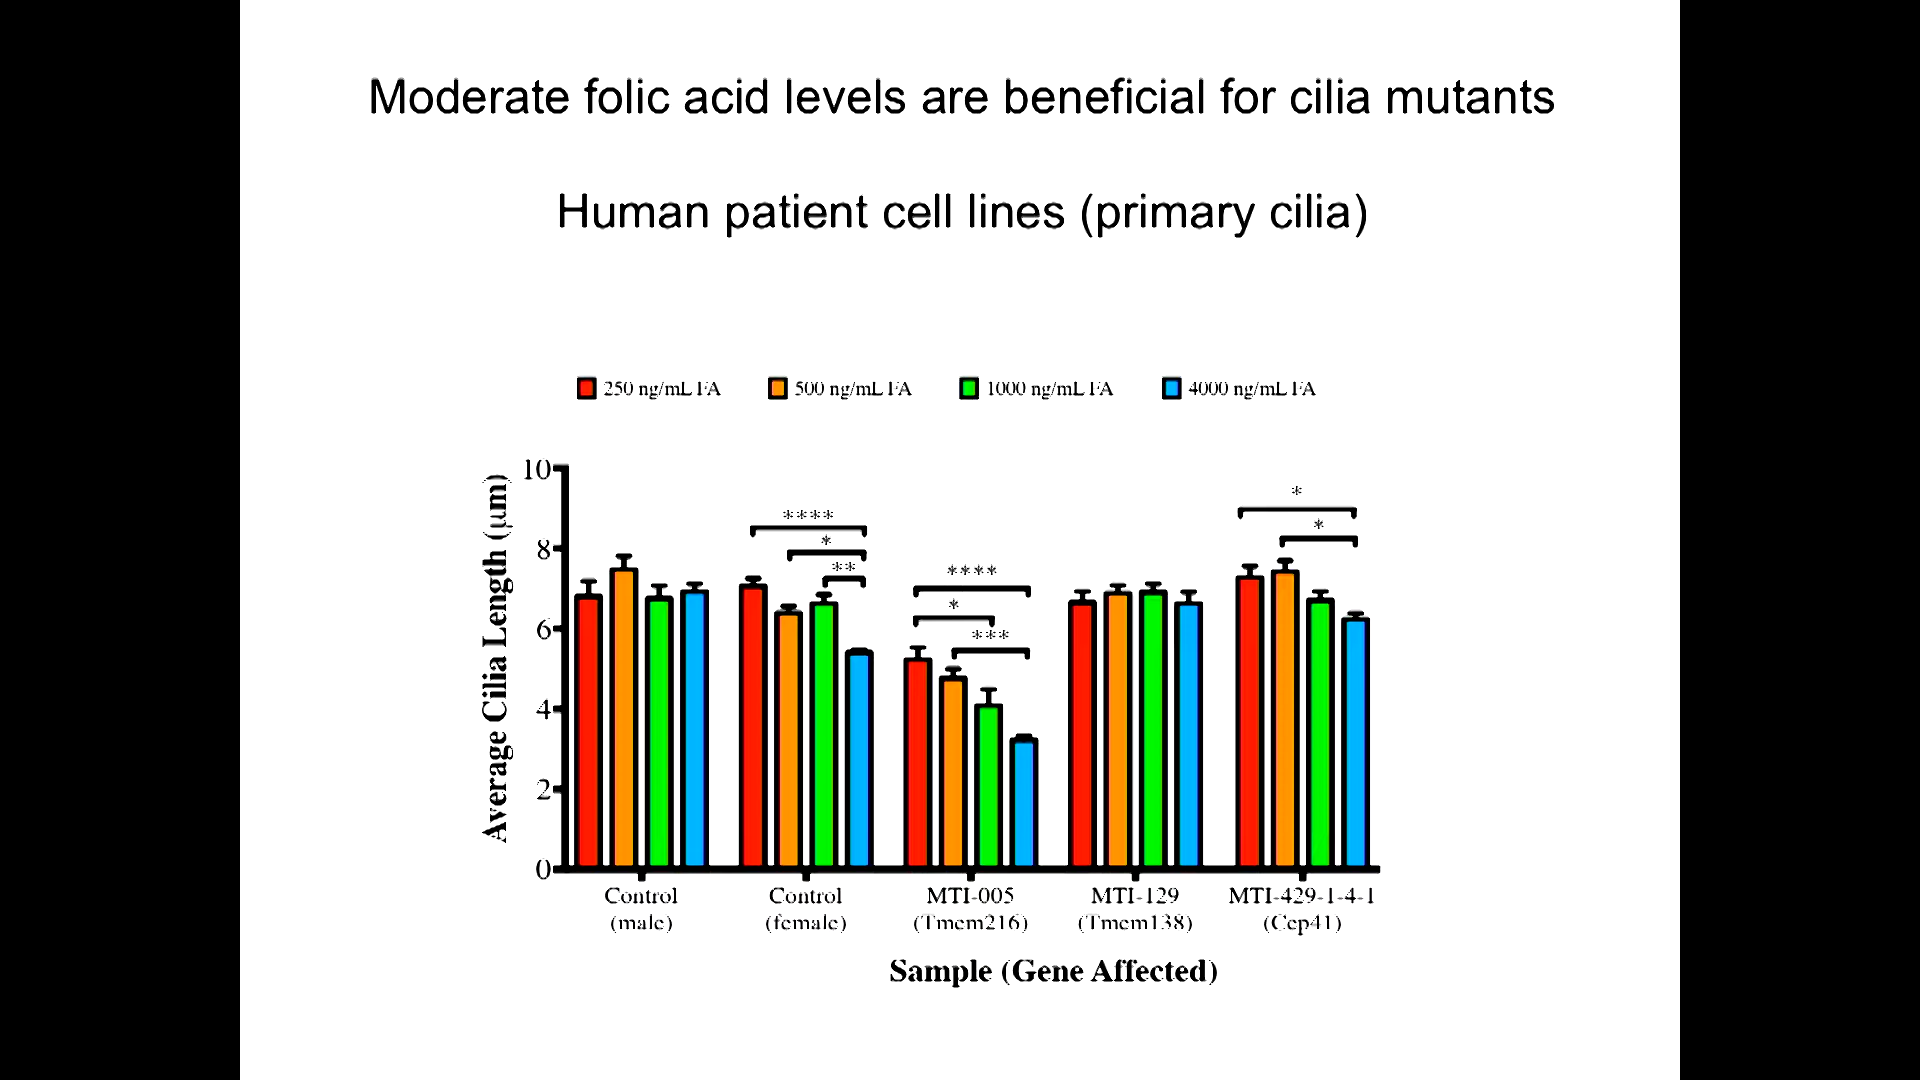 Moderate folic acid levels are beneficial for cilia mutants
Human patient cell lines (primary cilia)
250 ng/mL FA 500 ng/mL FA 1000 ng/mL FA 4000 ng/mL FA
10
8
6
4
2
0
Average Cilia Length (μm)
****
*
**
****
*
***
*
*
Control (male)
Control (female)
MTI-005 (Tmem216)
MTI-129 (Tmem138)
MTI-429-1-4-1 (Cep41)
Sample (Gene Affected)